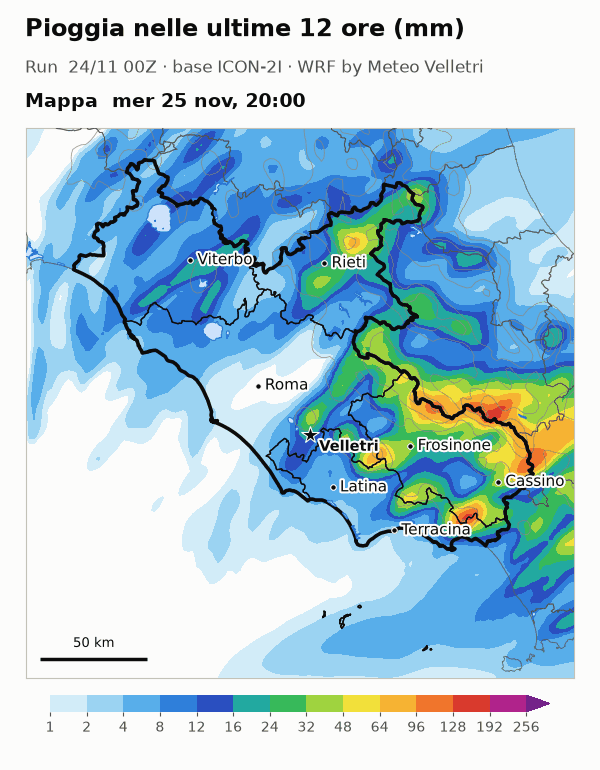 Pioggia nelle ultime 12 ore (mm)
Run  24/11 00Z · base ICON-2I · WRF by Meteo Velletri
Mappa  mer 25 nov, 20:00
Viterbo
Rieti
Roma
Velletri
Frosinone
Cassino
Latina
Terracina
50 km
1 2 4 8 12 16 24 32 48 64 96 128 192 256